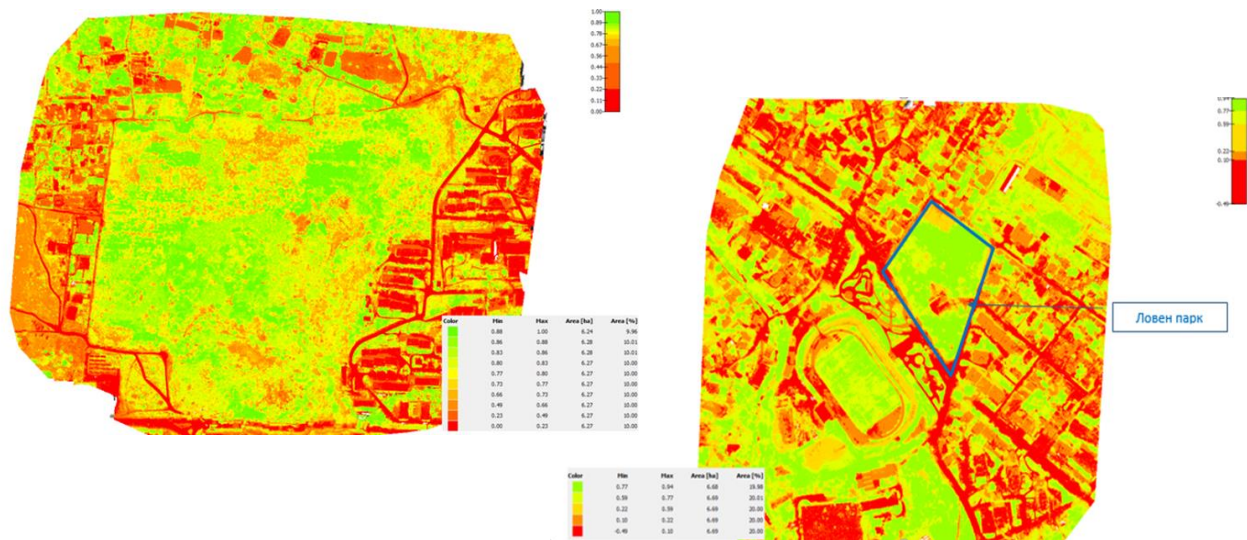 1.00
0.89
0.78
0.67
0.56
0.44
0.33
0.22
0.11
0.00
0.94
0.77
0.59
0.22
0.10
-0.49
Ловен парк
Color Min Max Area [ha] Area [%]
0.88 1.00 6.24 9.96
0.86 0.88 6.28 10.01
0.83 0.86 6.28 10.01
0.80 0.83 6.27 10.00
0.77 0.80 6.27 10.00
0.73 0.77 6.27 10.00
0.66 0.73 6.27 10.00
0.49 0.66 6.27 10.00
0.23 0.49 6.27 10.00
0.00 0.23 6.27 10.00
Color Min Max Area [ha] Area [%]
0.77 0.94 6.68 19.98
0.59 0.77 6.69 20.01
0.22 0.59 6.69 20.00
0.10 0.22 6.69 20.00
-0.49 0.10 6.69 20.00